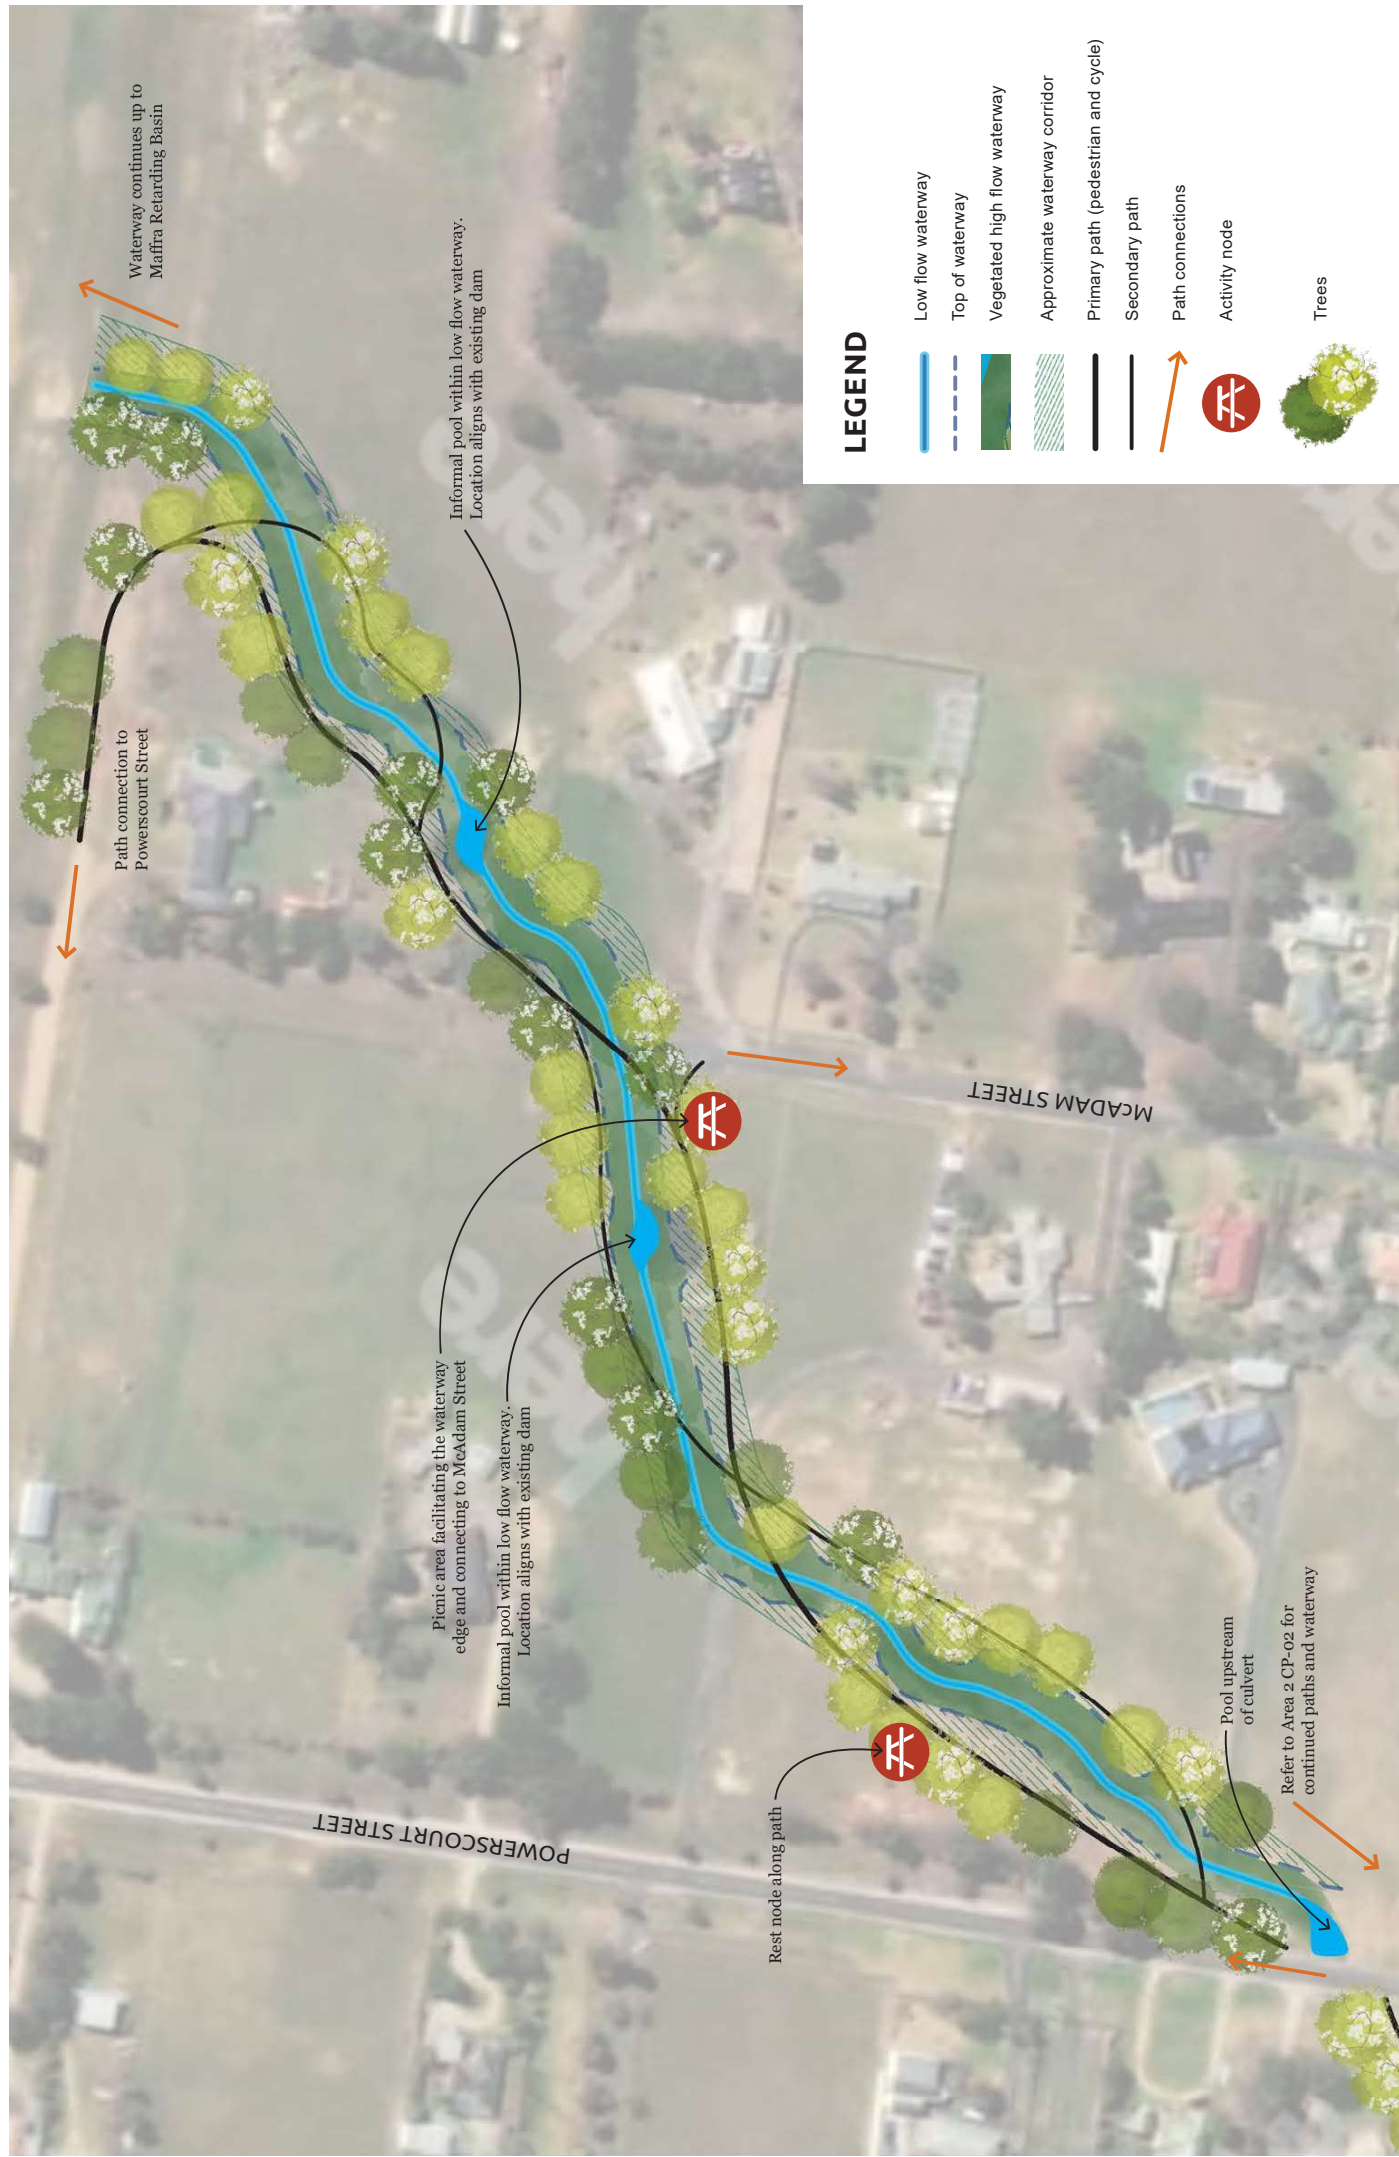 Waterway continues up to
Maffra Retarding Basin
Informal pool within low flow waterway.
Location aligns with existing dam
Path connection to
Powerscourt Street
Picnic area facilitating the waterway
edge and connecting to McAdam Street
Informal pool within low flow waterway.
Location aligns with existing dam
McADAM STREET
POWERSCOURT STREET
Rest node along path
Pool upstream
of culvert
Refer to Area 2 CP-02 for
continued paths and waterway
LEGEND
Low flow waterway
Top of waterway
Vegetated high flow waterway
Approximate waterway corridor
Primary path (pedestrian and cycle)
Secondary path
Path connections
Activity node
Trees